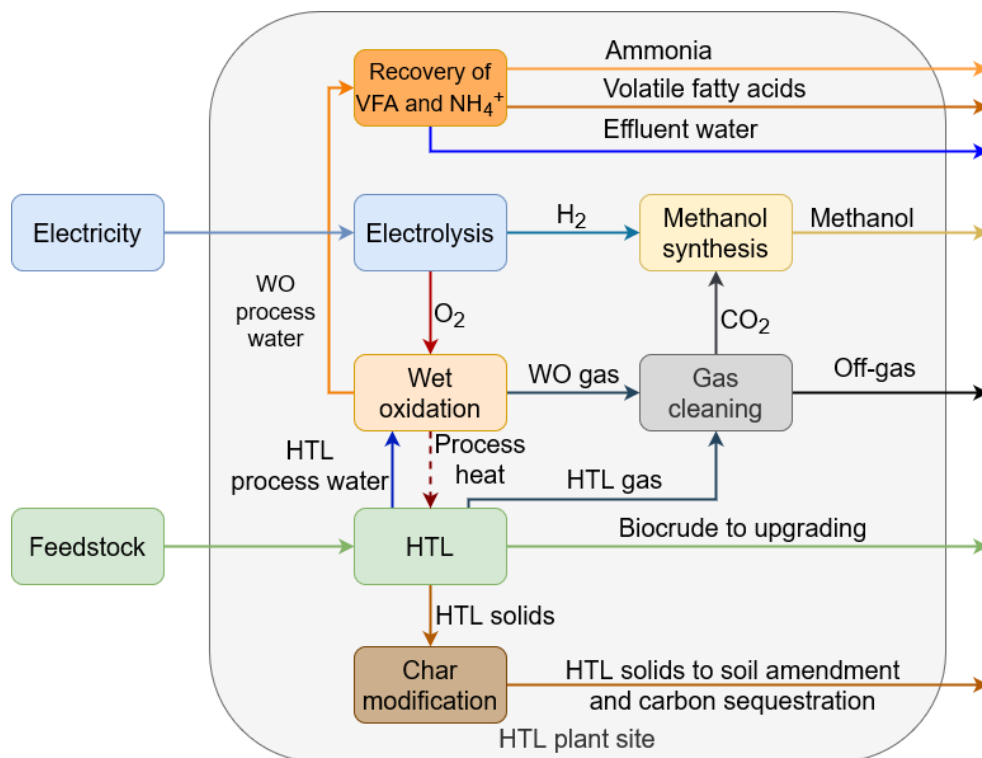 Recovery of
VFA and NH₄⁺
Ammonia
Volatile fatty acids
Effluent water
Electricity
Electrolysis
H₂
Methanol
synthesis
Methanol
WO
process
water
O₂
CO₂
Wet
oxidation
WO gas
Gas
cleaning
Off-gas
HTL
process water
Process
heat
HTL gas
Feedstock
HTL
Biocrude to upgrading
HTL solids
Char
modification
HTL solids to soil amendment
and carbon sequestration
HTL plant site